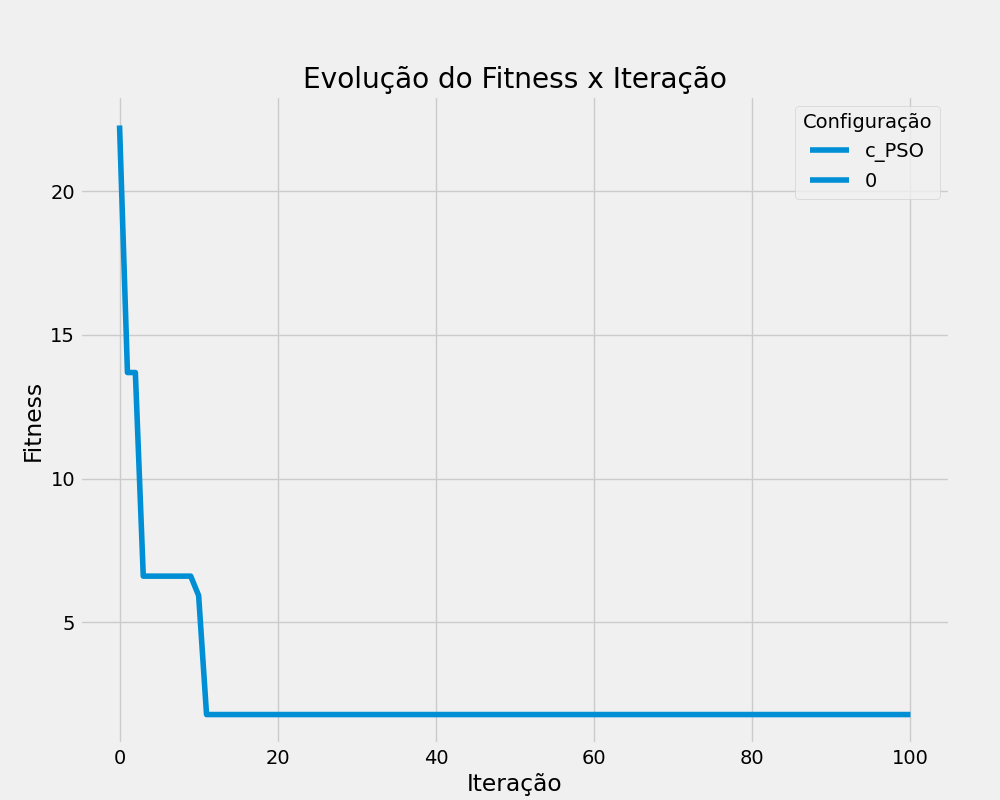 Evolução do Fitness x Iteração
Configuração
c_PSO
0
20
15
10
5
Fitness
0 20 40 60 80 100
Iteração